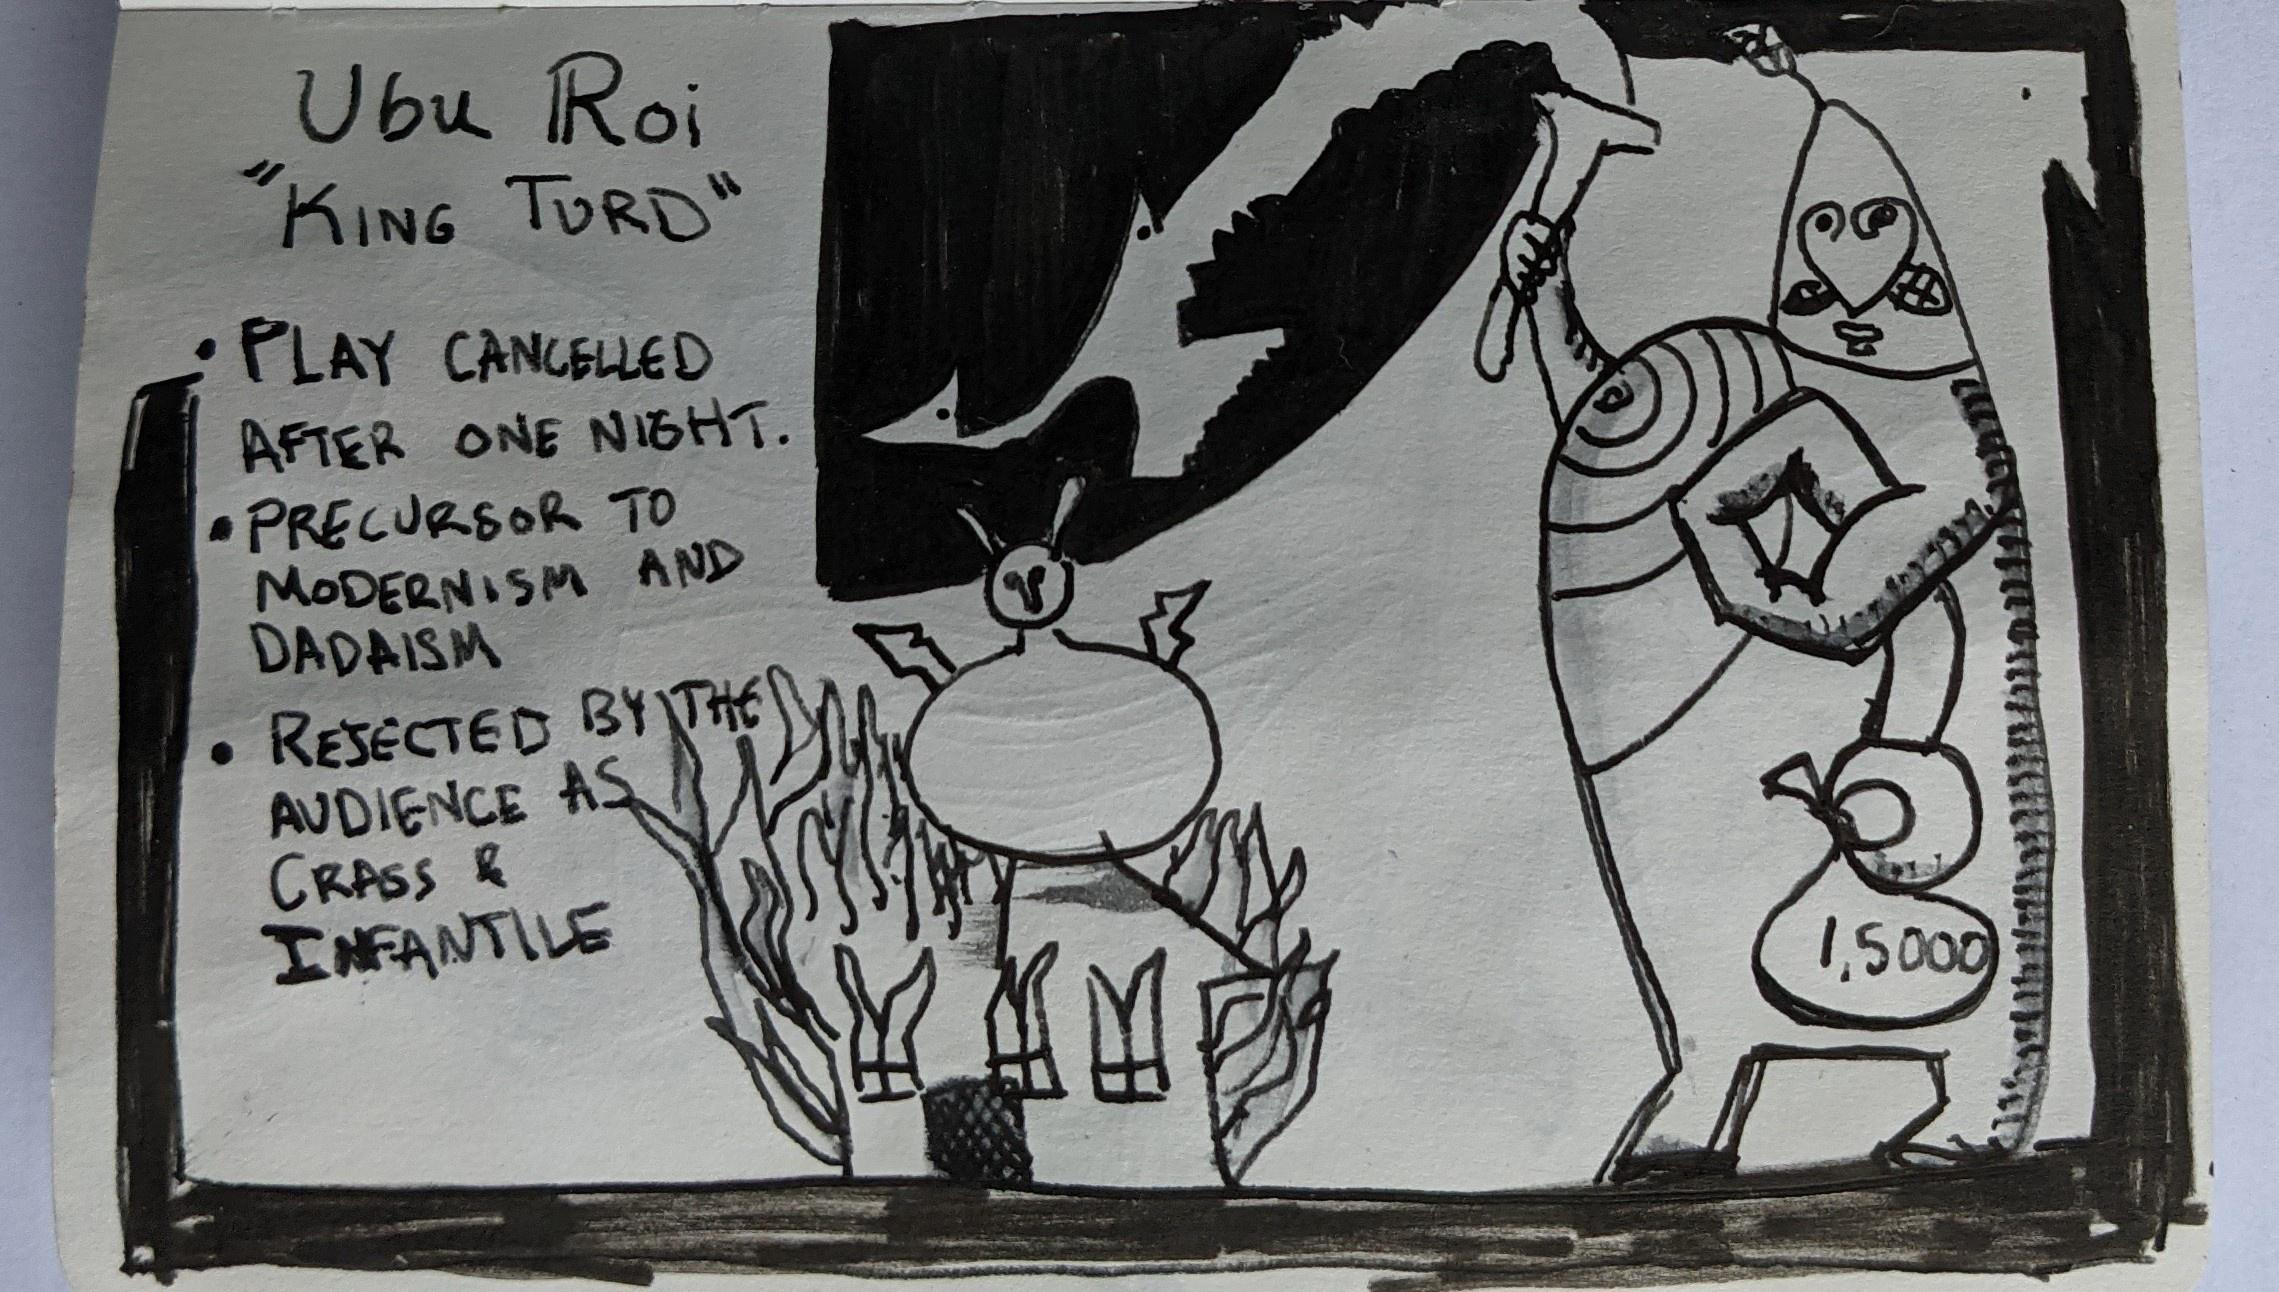 Ubu Roi
"KING TURD"
• PLAY CANCELLED
AFTER ONE NIGHT.
• PRECURSOR TO
MODERNISM AND
DADAISM
• REJECTED BY THE
AUDIENCE AS
CRASS &
INFANTILE
1,5000